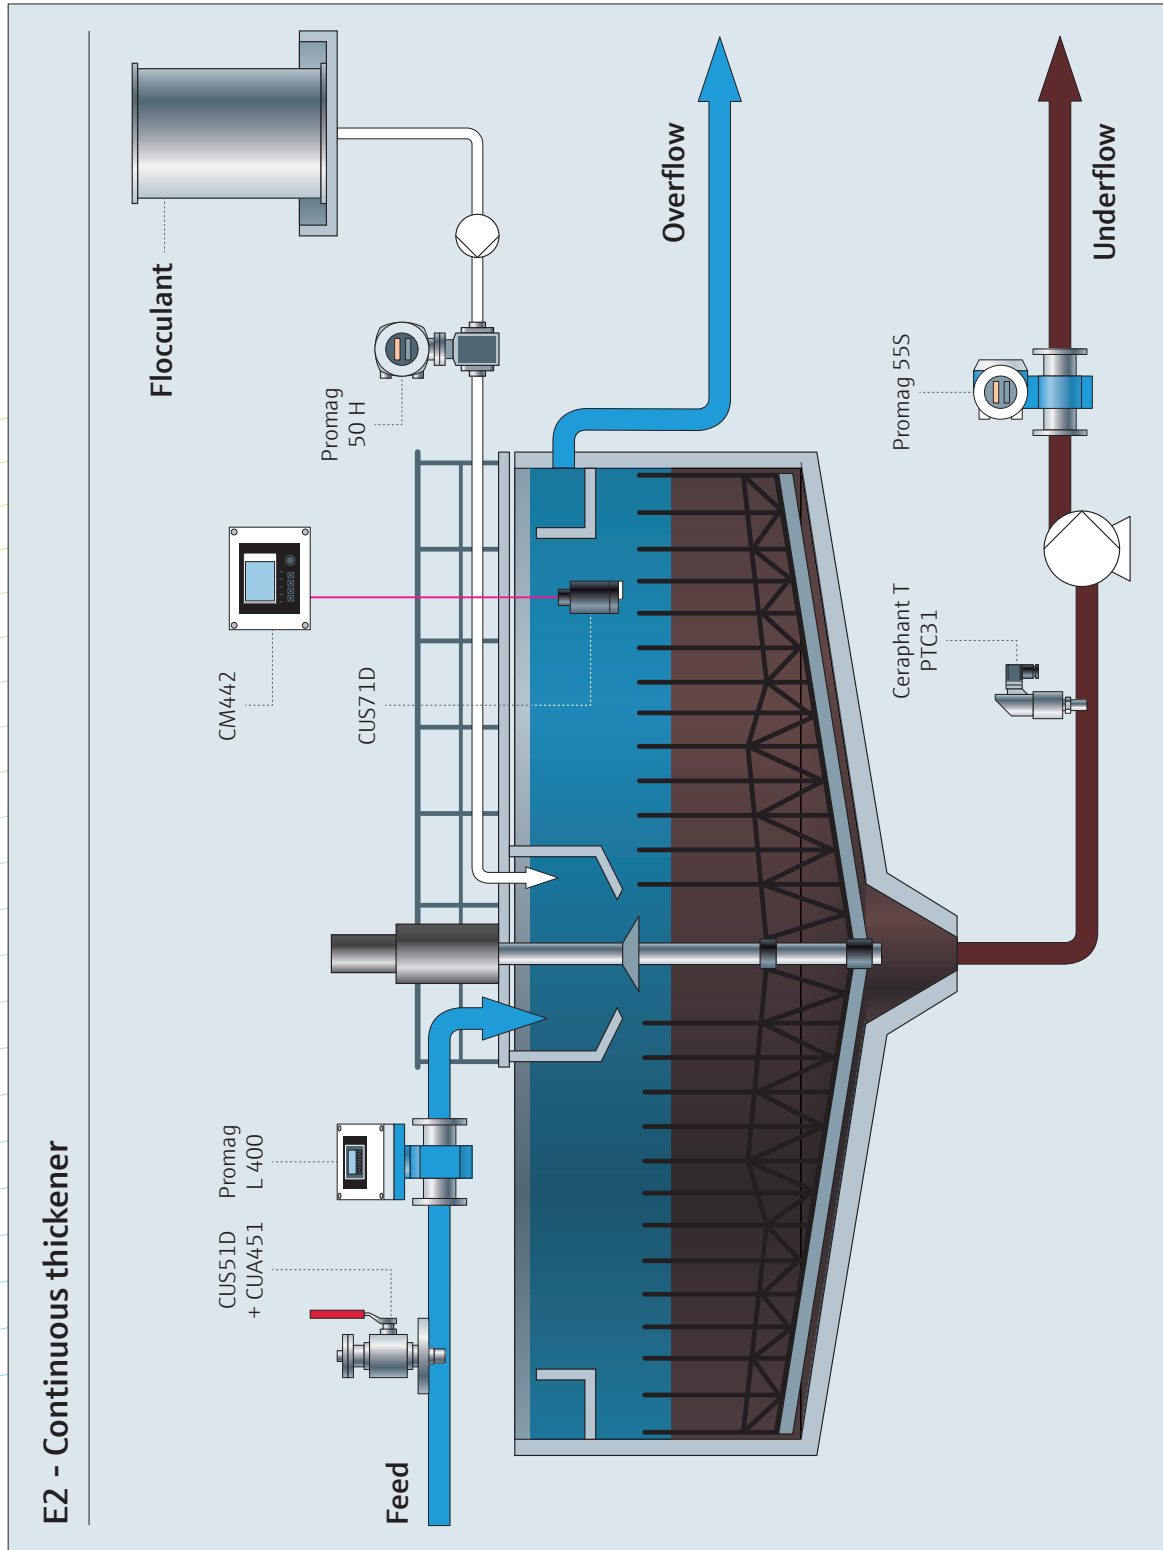 E2 - Continuous thickener
Feed
CUS51D
+ CUA451
Promag
L 400
CM442
CUS71D
Promag
50 H
Flocculant
Overflow
Ceraphant T
PTC31
Promag 55S
Underflow